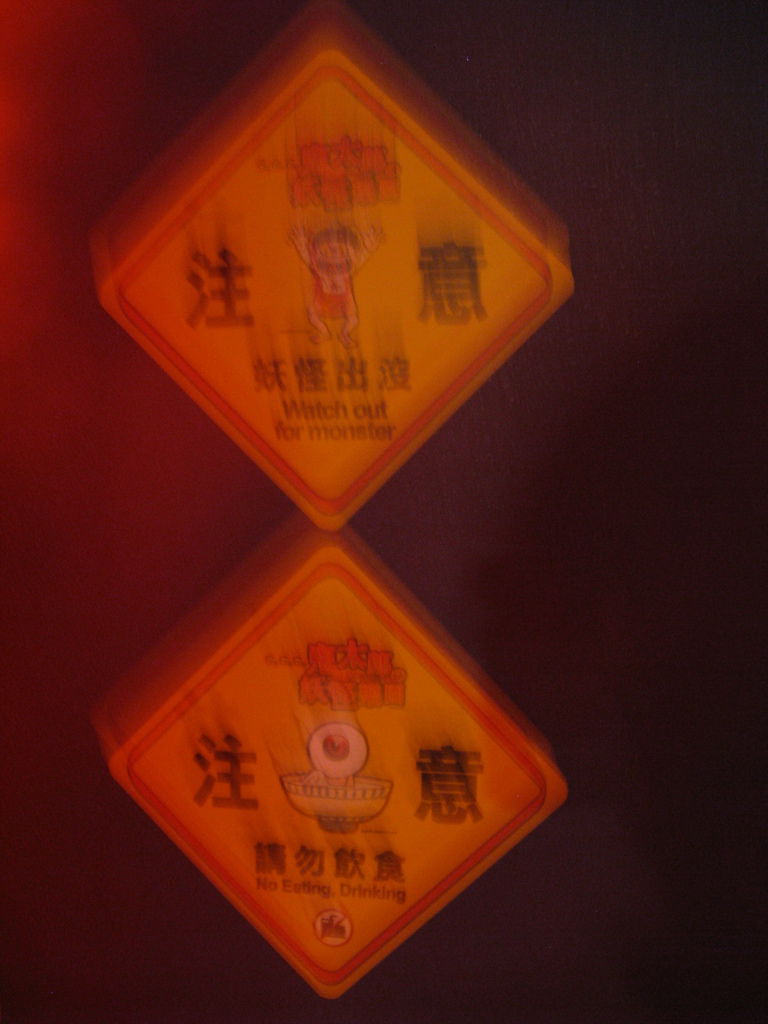 注 意
妖怪出沒
Watch out
for monster
注 意
請勿飲食
No Eating, Drinking